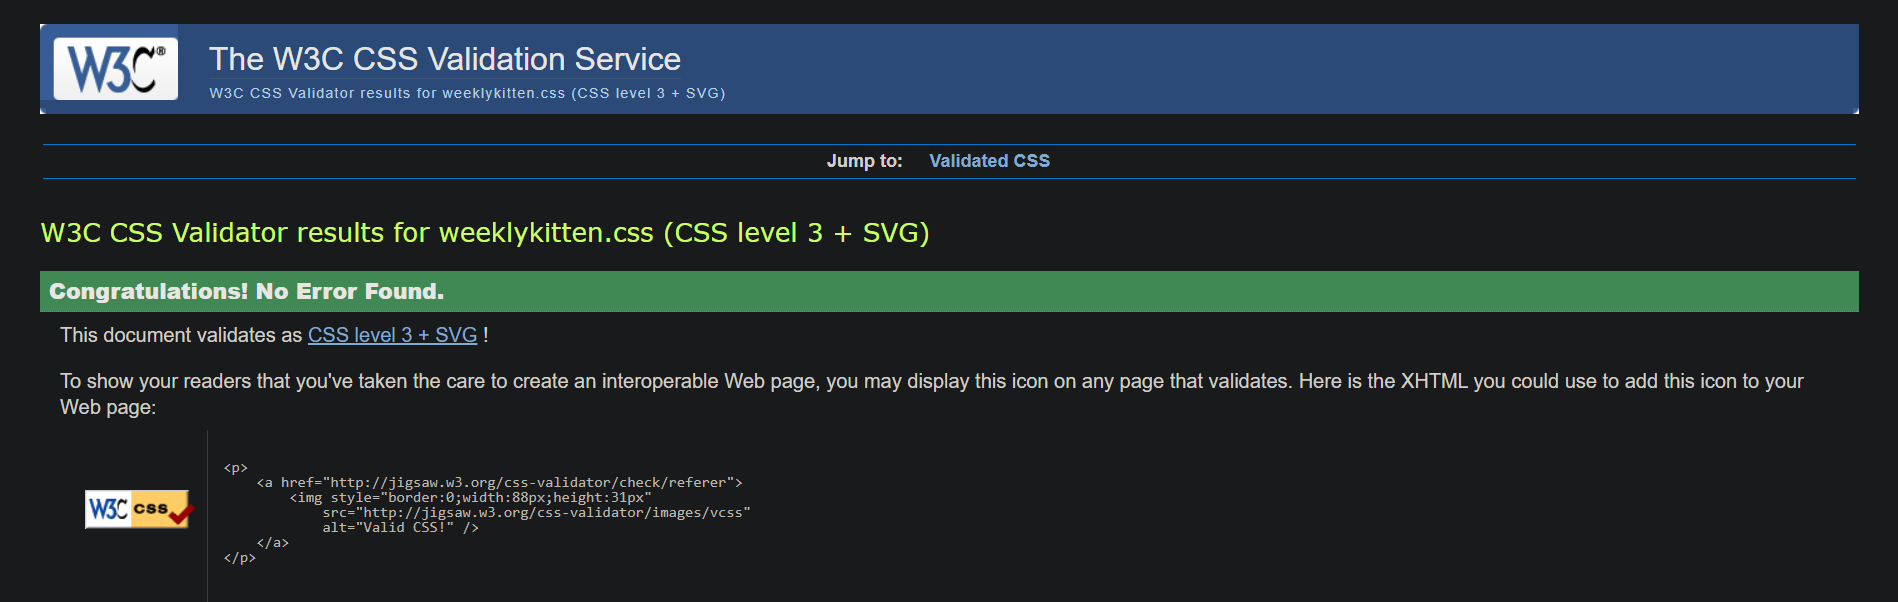 W3C®
The W3C CSS Validation Service
W3C CSS Validator results for weeklykitten.css (CSS level 3 + SVG)
Jump to: Validated CSS
W3C CSS Validator results for weeklykitten.css (CSS level 3 + SVG)
Congratulations! No Error Found.
This document validates as CSS level 3 + SVG !
To show your readers that you've taken the care to create an interoperable Web page, you may display this icon on any page that validates. Here is the XHTML you could use to add this icon to your
Web page:
W3C css
<p>
    <a href="http://jigsaw.w3.org/css-validator/check/referer">
        <img style="border:0;width:88px;height:31px"
            src="http://jigsaw.w3.org/css-validator/images/vcss"
            alt="Valid CSS!" />
    </a>
</p>